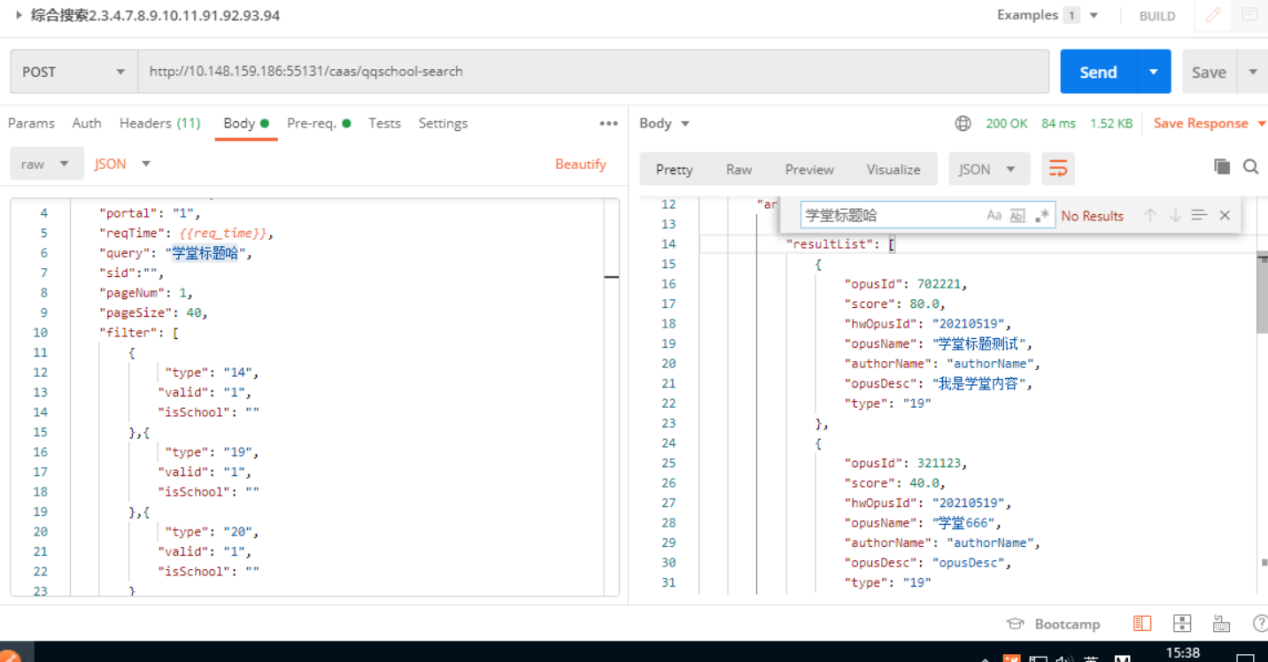 综合搜索2.3.4.7.8.9.10.11.91.92.93.94
Examples 1
BUILD
POST
http://10.148.159.186:55131/caas/qqschool-search
Send
Save
Params Auth Headers (11) Body Pre-req. Tests Settings
raw JSON Beautify
4 "portal": "1",
5 "reqTime": {{req_time}},
6 "query": "学堂标题哈",
7 "sid":"",
8 "pageNum": 1,
9 "pageSize": 40,
10 "filter": [
11 {
12 "type": "14",
13 "valid": "1",
14 "isSchool": ""
15 },{
16 "type": "19",
17 "valid": "1",
18 "isSchool": ""
19 },{
20 "type": "20",
21 "valid": "1",
22 "isSchool": ""
23 }
Body 200 OK 84 ms 1.52 KB Save Response
Pretty Raw Preview Visualize JSON
学堂标题哈 Aa Abl .* No Results
12 "ar
13
14 "resultList": [
15 {
16 "opusId": 702221,
17 "score": 80.0,
18 "hwOpusId": "20210519",
19 "opusName": "学堂标题测试",
20 "authorName": "authorName",
21 "opusDesc": "我是学堂内容",
22 "type": "19"
23 },
24 {
25 "opusId": 321123,
26 "score": 40.0,
27 "hwOpusId": "20210519",
28 "opusName": "学堂666",
29 "authorName": "authorName",
30 "opusDesc": "opusDesc",
31 "type": "19"
Bootcamp
英
15:38